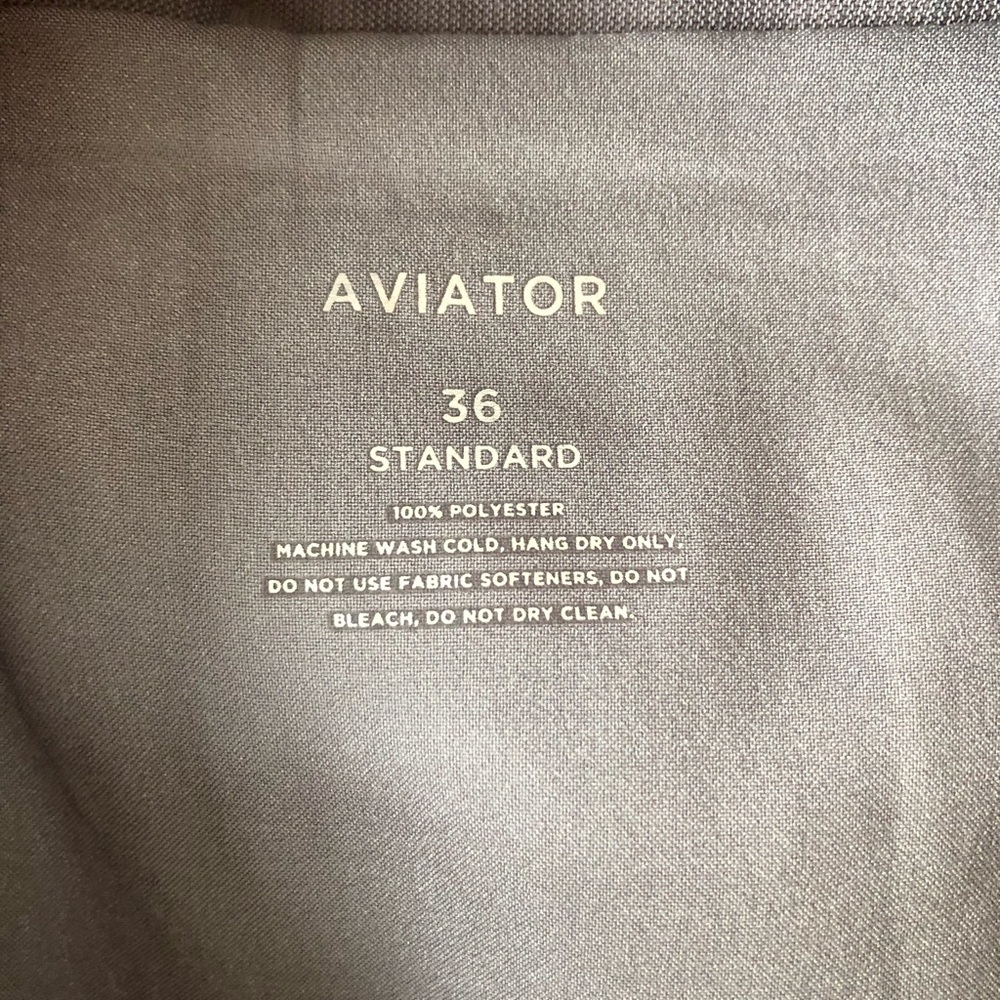 AVIATOR
36
STANDARD
100% POLYESTER
MACHINE WASH COLD, HANG DRY ONLY.
DO NOT USE FABRIC SOFTENERS, DO NOT
BLEACH, DO NOT DRY CLEAN.